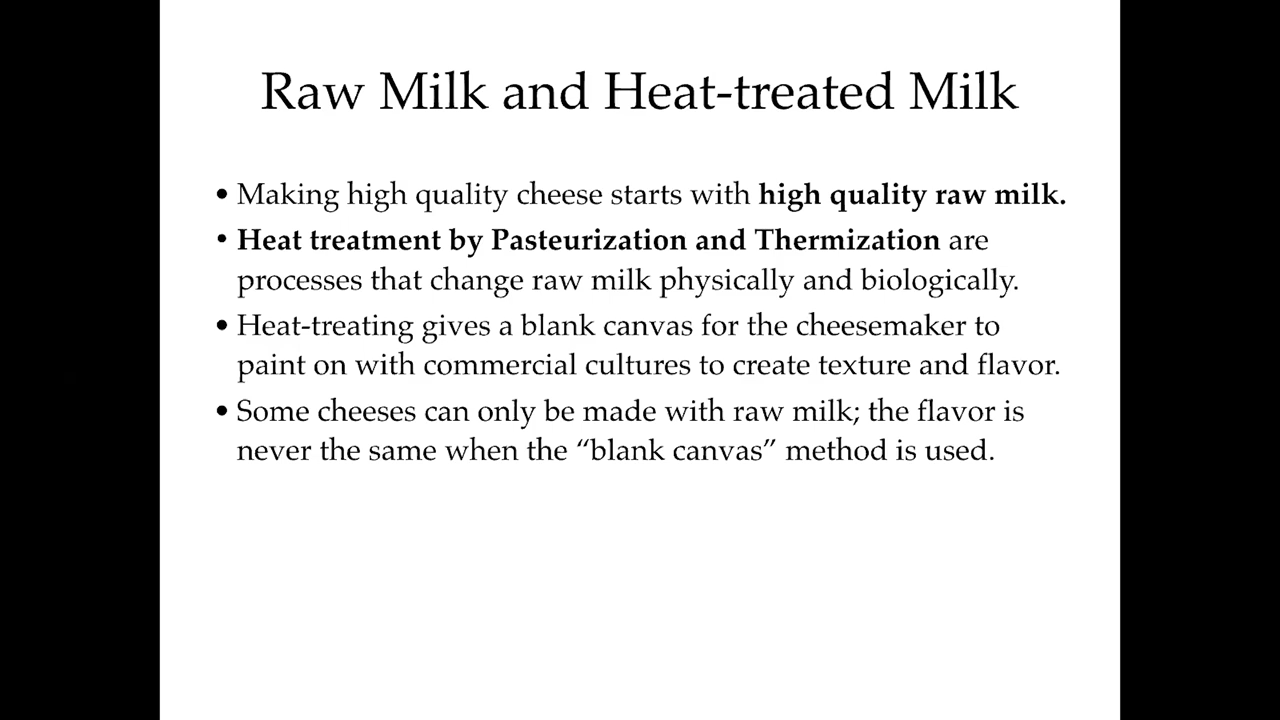 Raw Milk and Heat-treated Milk
• Making high quality cheese starts with high quality raw milk.
• Heat treatment by Pasteurization and Thermization are
processes that change raw milk physically and biologically.
• Heat-treating gives a blank canvas for the cheesemaker to
paint on with commercial cultures to create texture and flavor.
• Some cheeses can only be made with raw milk; the flavor is
never the same when the “blank canvas” method is used.